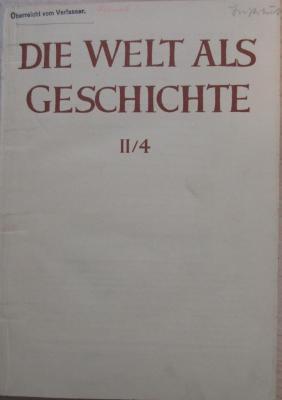 Überreicht vom Verfasser.
DIE WELT ALS
GESCHICHTE
II/4